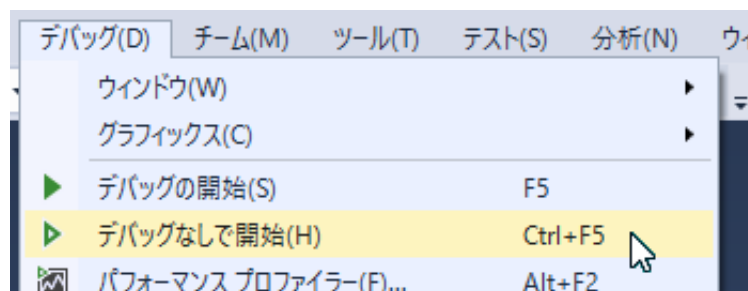 デバッグ(D) チーム(M) ツール(T) テスト(S) 分析(N) ウィ
ウィンドウ(W)
グラフィックス(C)
デバッグの開始(S) F5
デバッグなしで開始(H) Ctrl+F5
パフォーマンス プロファイラー(F)... Alt+F2